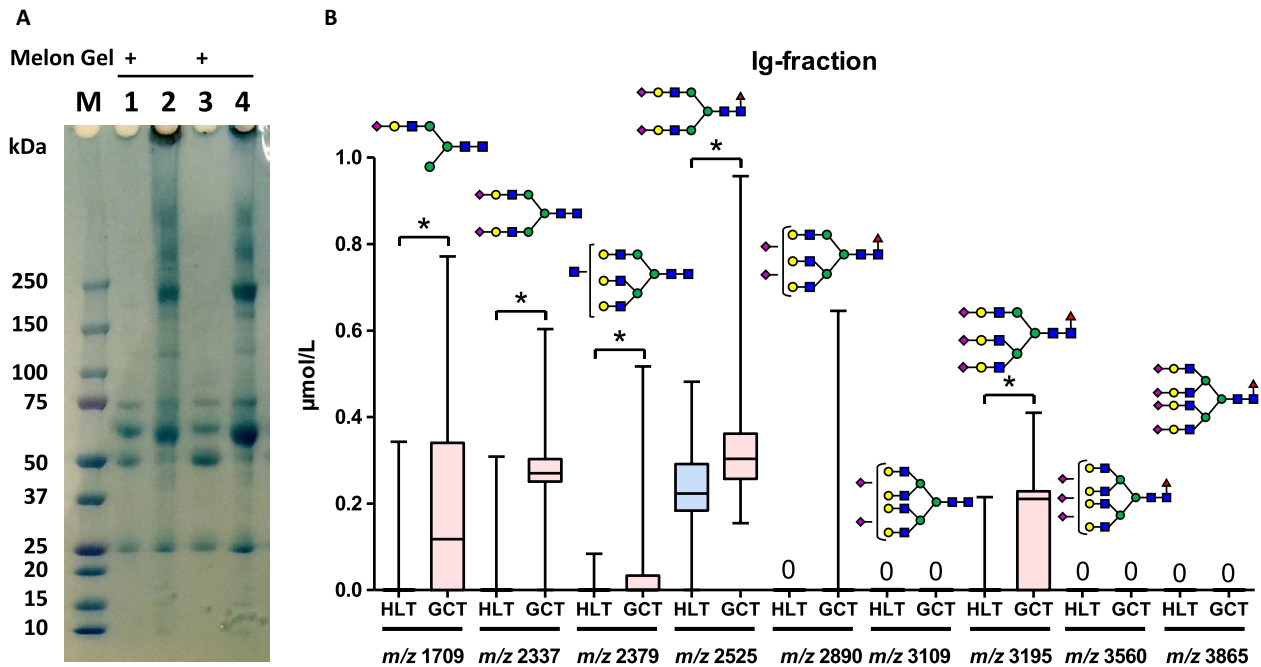 A
B
Melon Gel + +
M 1 2 3 4
kDa
250
150
100
75
50
37
25
20
15
10
Ig-fraction
µmol/L
1.0
0.8
0.6
0.4
0.2
0.0
* * * * *
0 0 0 0 0 0 0
HLT GCT HLT GCT HLT GCT HLT GCT HLT GCT HLT GCT HLT GCT HLT GCT HLT GCT
m/z 1709 m/z 2337 m/z 2379 m/z 2525 m/z 2890 m/z 3109 m/z 3195 m/z 3560 m/z 3865